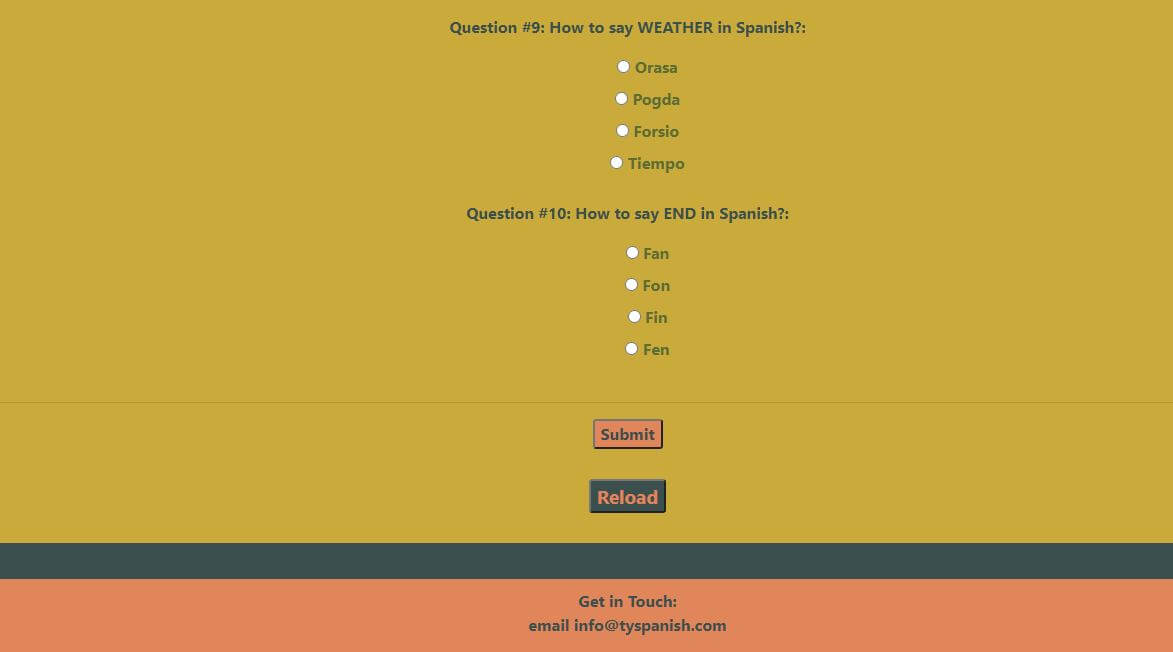 Question #9: How to say WEATHER in Spanish?:
Orasa
Pogda
Forsio
Tiempo
Question #10: How to say END in Spanish?:
Fan
Fon
Fin
Fen
Submit
Reload
Get in Touch:
email info@tyspanish.com